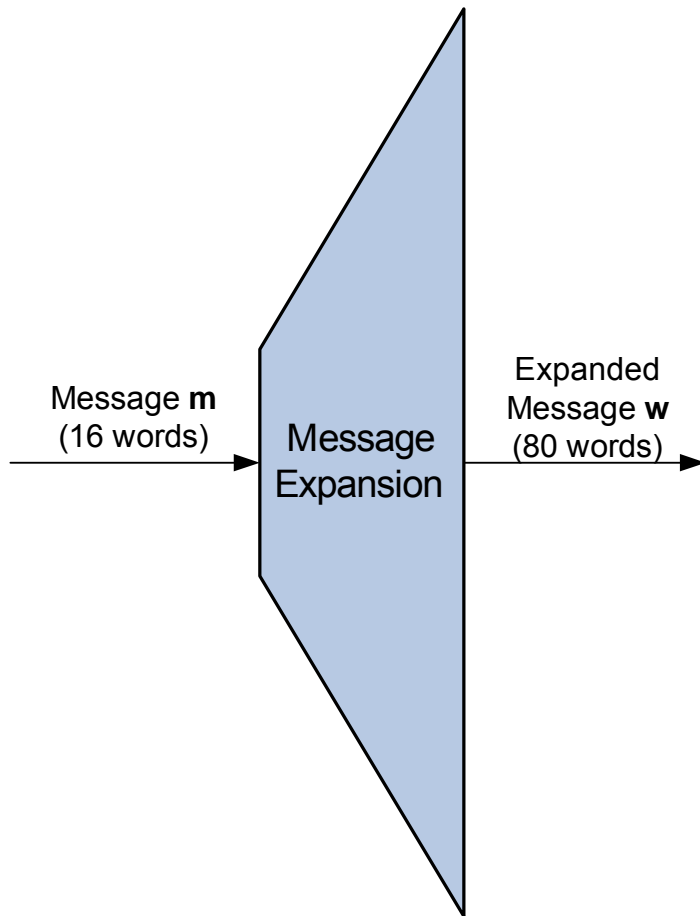 Message m
(16 words)
Message
Expansion
Expanded
Message w
(80 words)